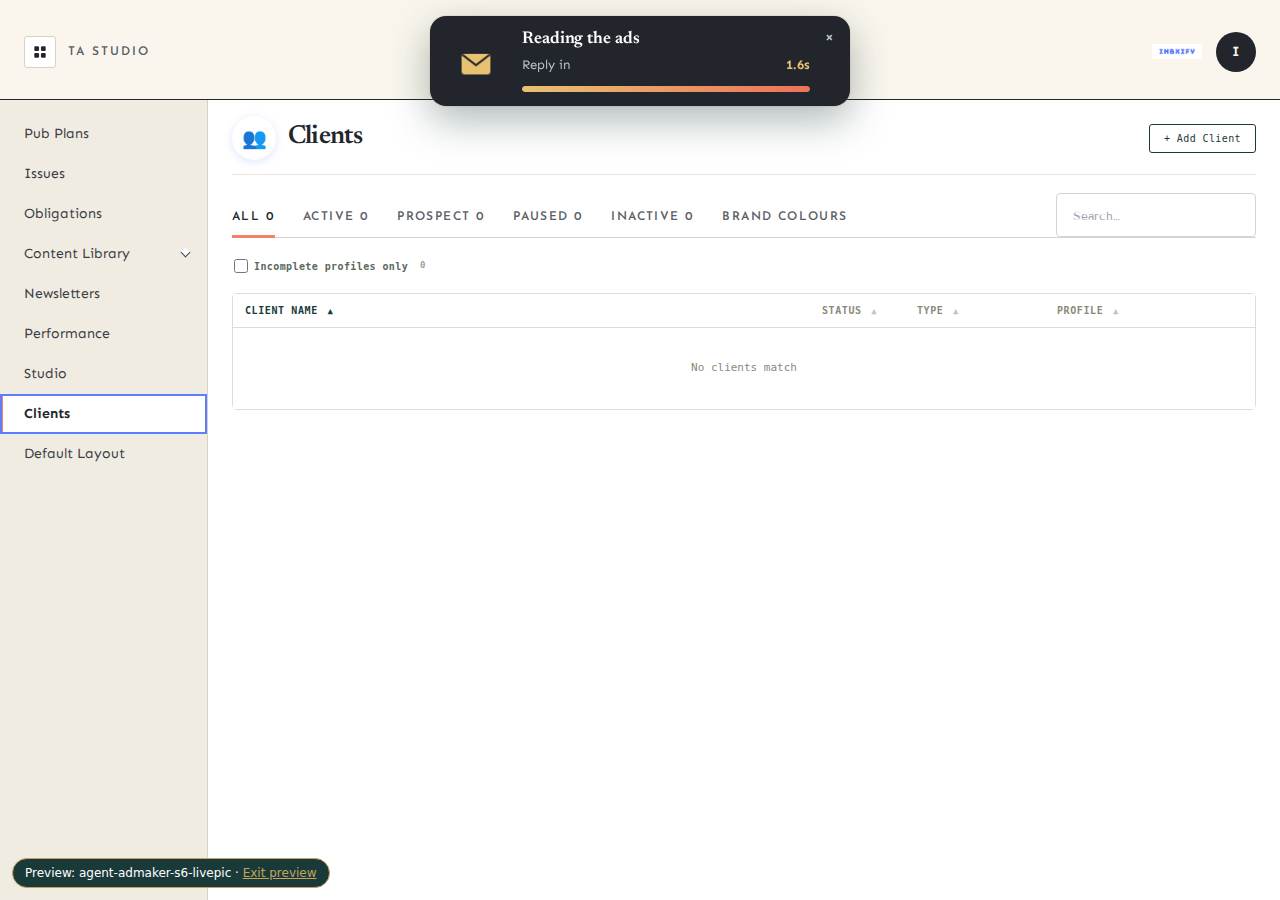 TA STUDIO
Reading the ads
×
Reply in 1.6s
INBXIFY
I
Pub Plans
Issues
Obligations
Content Library
Newsletters
Performance
Studio
Clients
Default Layout
Clients
+ Add Client
ALL 0 ACTIVE 0 PROSPECT 0 PAUSED 0 INACTIVE 0 BRAND COLOURS
Search...
Incomplete profiles only 0
CLIENT NAME ▲ STATUS ▲ TYPE ▲ PROFILE ▲
No clients match
Preview: agent-admaker-s6-livepic · Exit preview